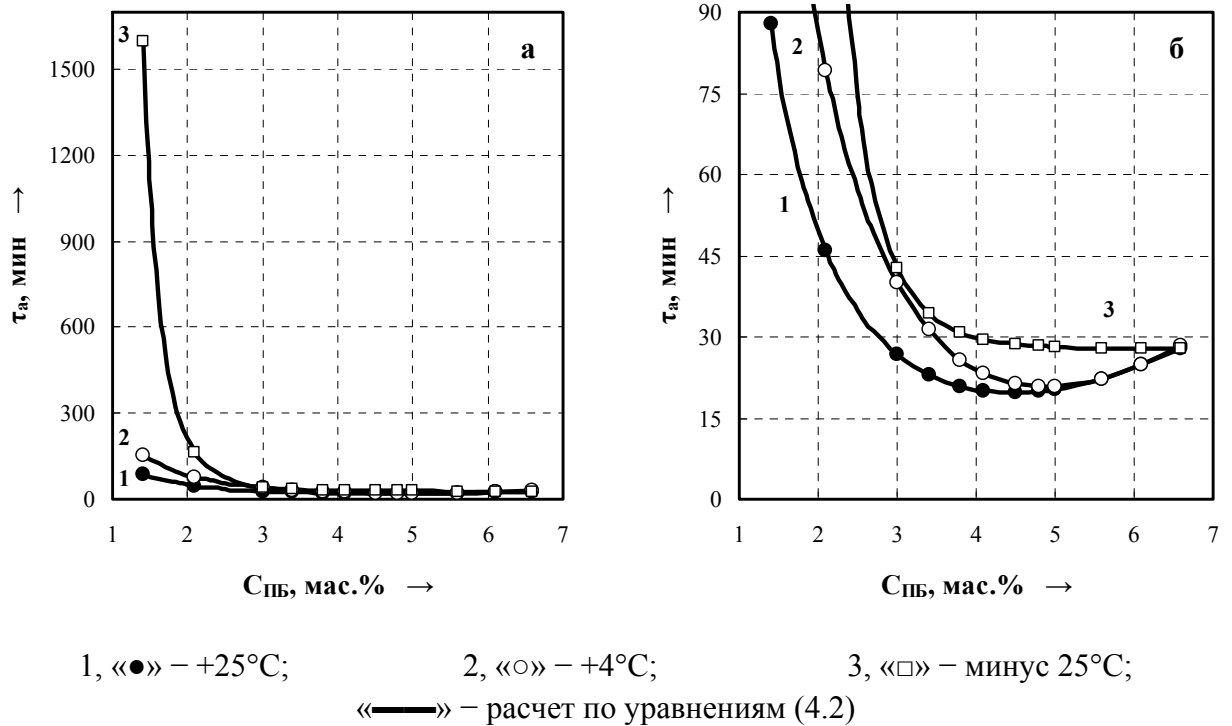 3
а
1500
1200
900
600
300
0
2
1
1 2 3 4 5 6 7
τа, мин →
СПБ, мас.% →
90
2
б
75
60
1
45
3
30
15
0
1 2 3 4 5 6 7
τа, мин →
СПБ, мас.% →
1, «●» − +25°С; 2, «○» − +4°С; 3, «□» − минус 25°С;
«━━━» − расчет по уравнениям (4.2)